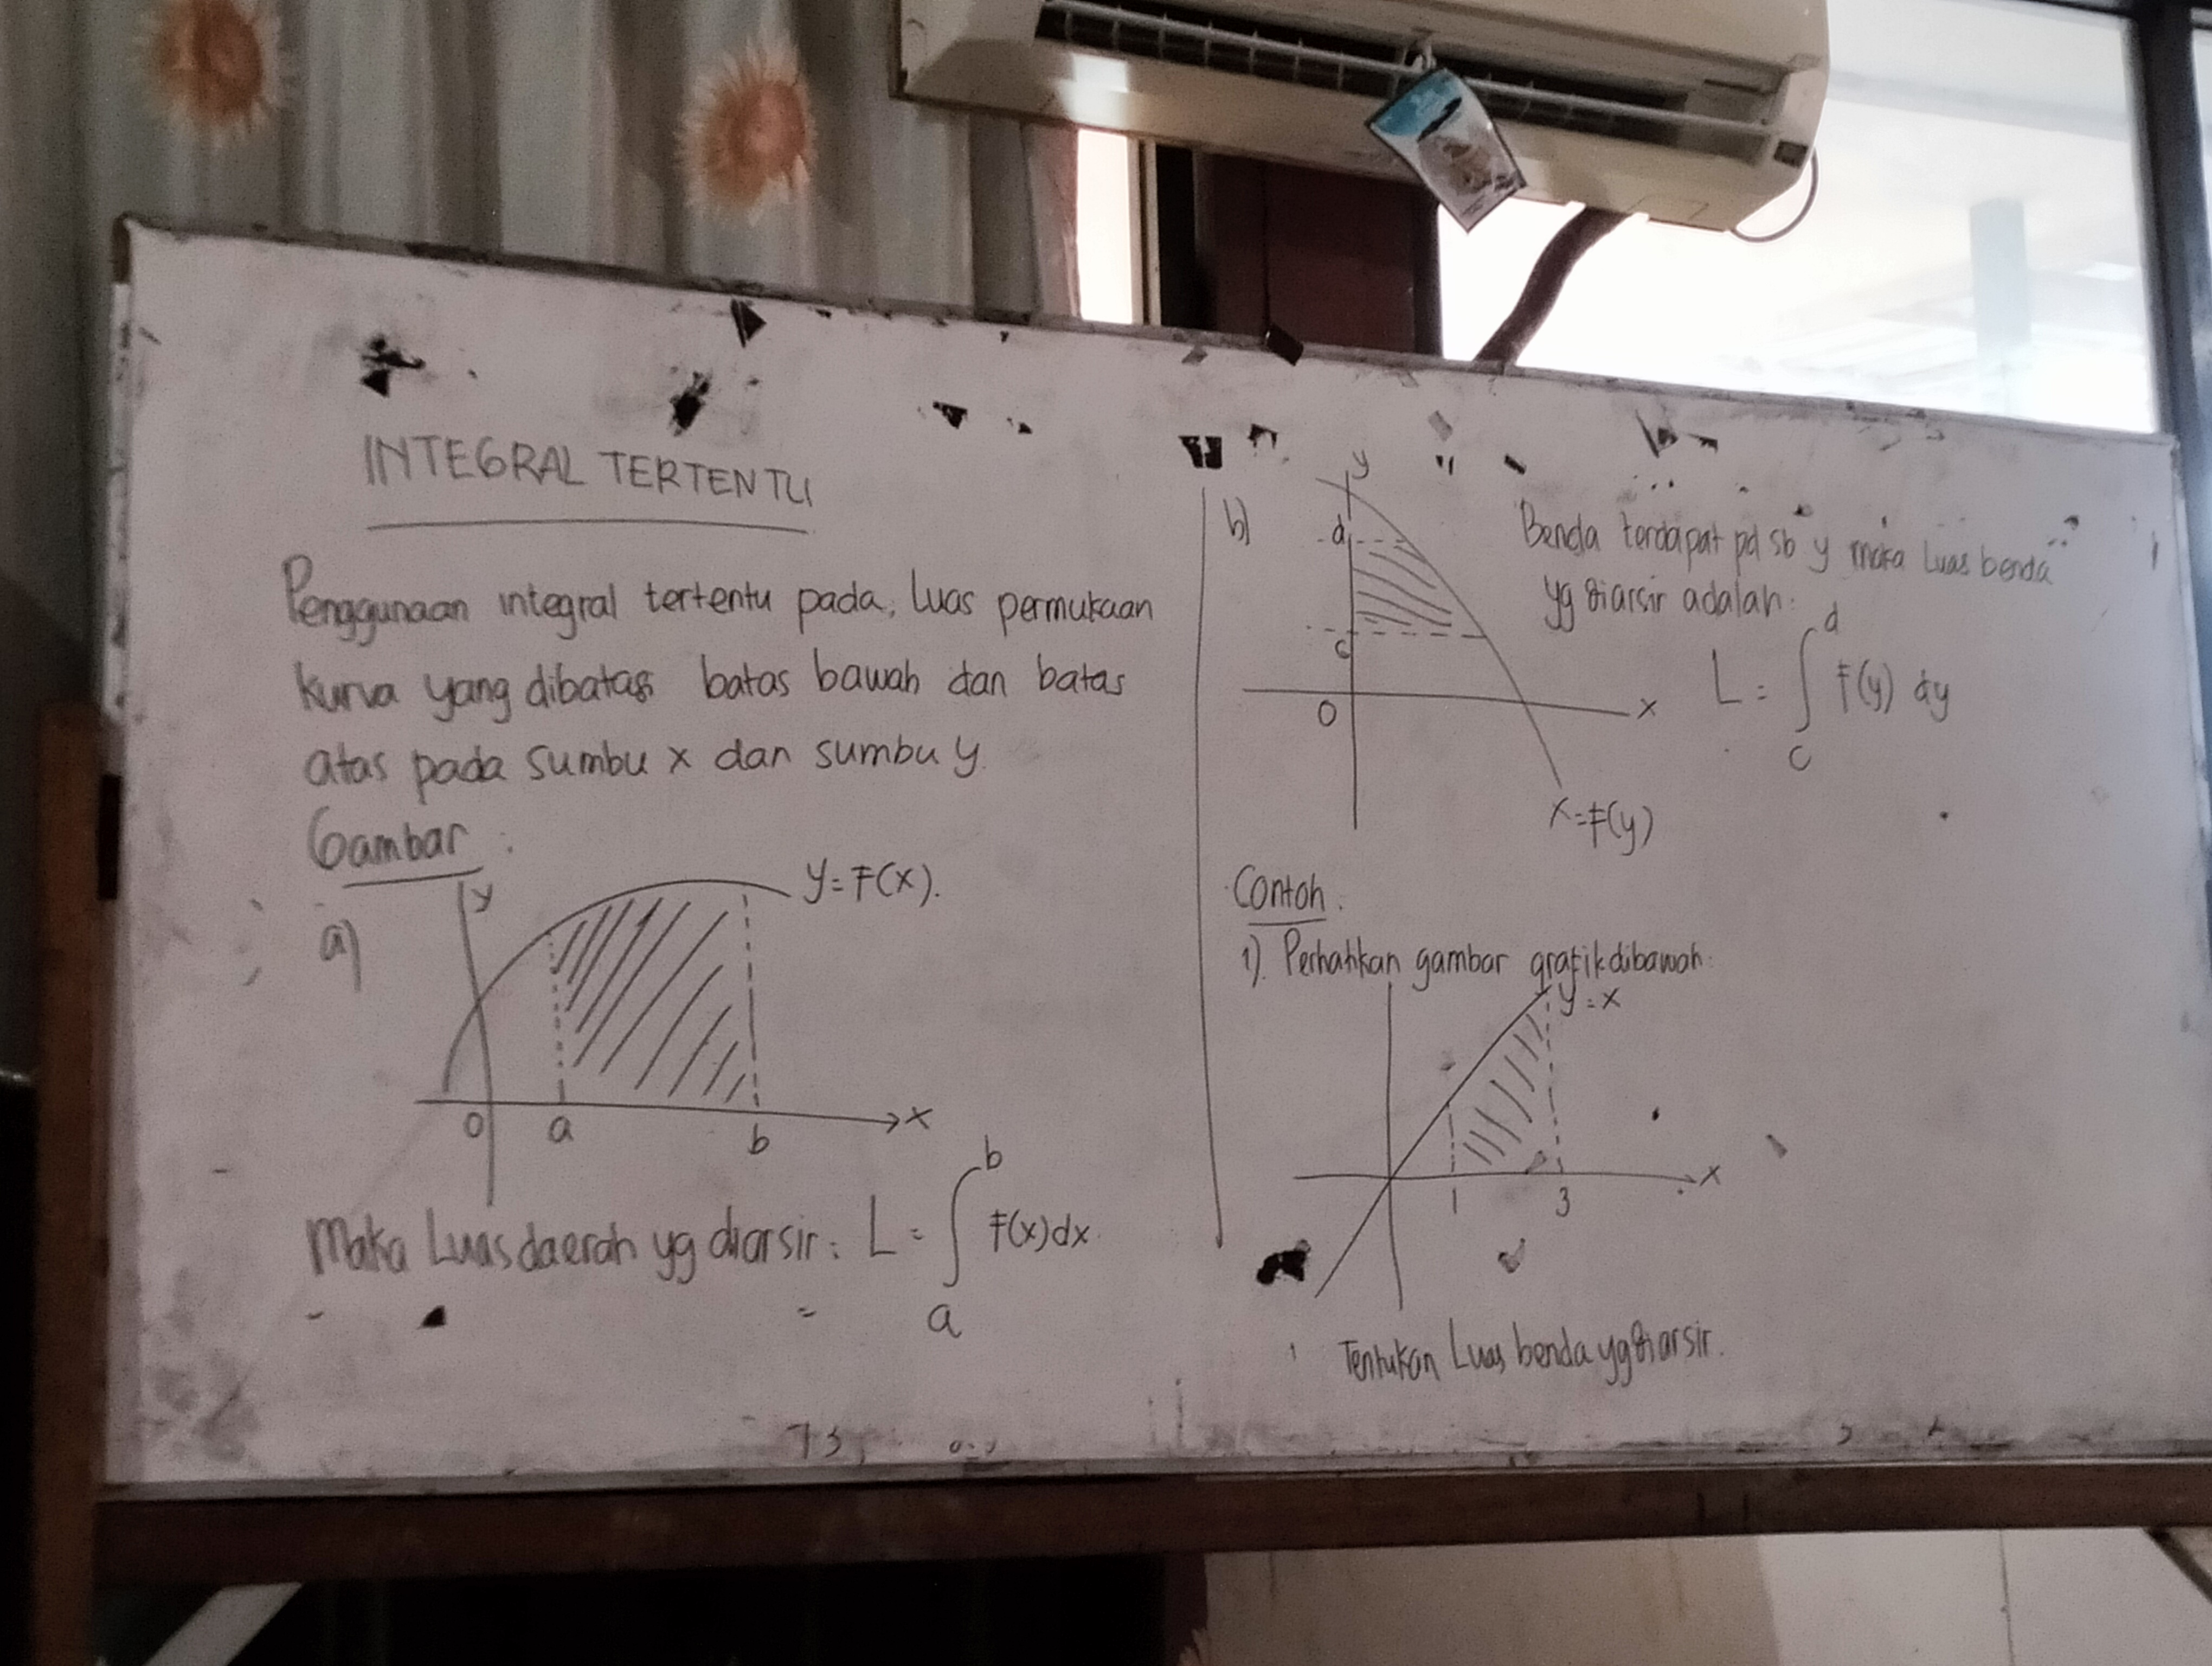 INTEGRAL TERTENTU
Penggunaan integral tertentu pada, luas permukaan
kurva yang dibatasi batas bawah dan batas
atas pada sumbu x dan sumbu y.
Gambar :
a)
y
y = F(x).
0 a b x
Maka Luas daerah yg diarsir : L = ∫_a^b F(x) dx
b)
y
d
c
0
x
x = F(y)
Benda terdapat pd sb y maka Luas benda
yg diarsir adalah :
L = ∫_c^d F(y) dy
Contoh.
1). Perhatikan gambar grafik dibawah :
y = x
1 3 x
Tentukan Luas benda yg diarsir.